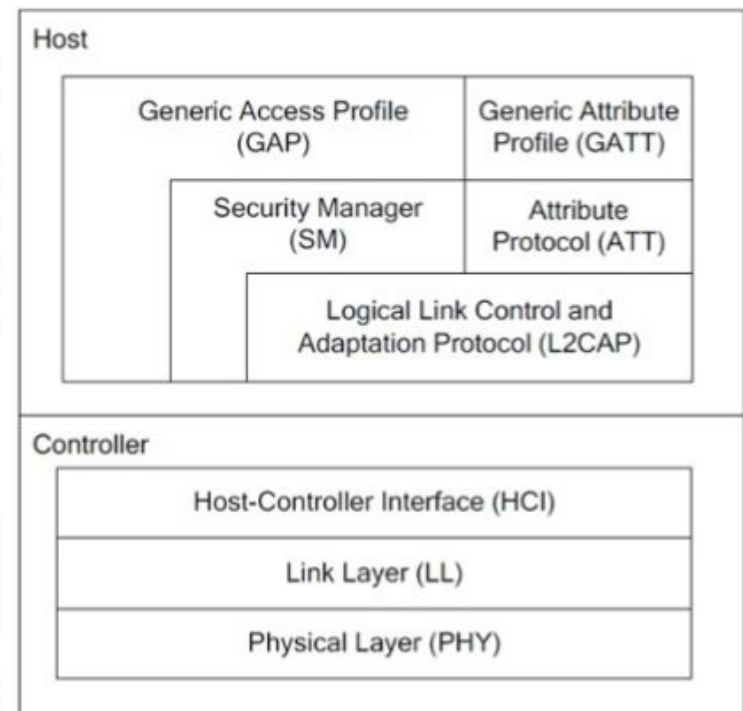 Host
Generic Access Profile
(GAP)
Generic Attribute
Profile (GATT)
Security Manager
(SM)
Attribute
Protocol (ATT)
Logical Link Control and
Adaptation Protocol (L2CAP)
Controller
Host-Controller Interface (HCI)
Link Layer (LL)
Physical Layer (PHY)